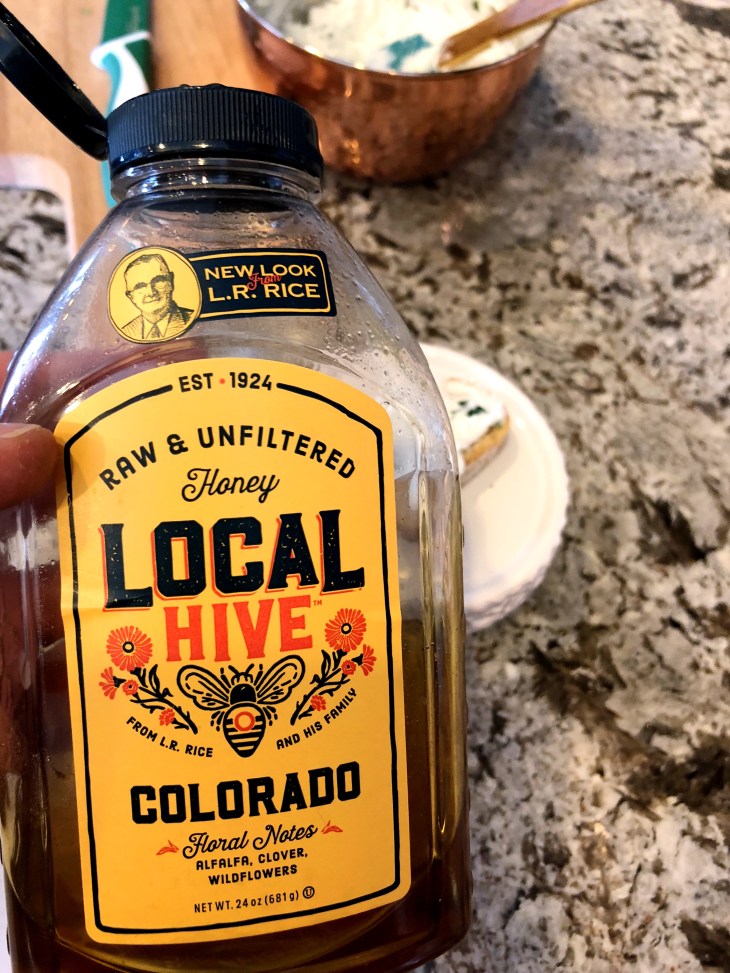 NEW LOOK
From
L.R. RICE
EST • 1924
RAW & UNFILTERED
Honey
LOCAL
HIVE™
FROM L.R. RICE AND HIS FAMILY
COLORADO
Floral Notes
ALFALFA, CLOVER,
WILDFLOWERS
NET WT. 24 oz (681 g) Ⓤ